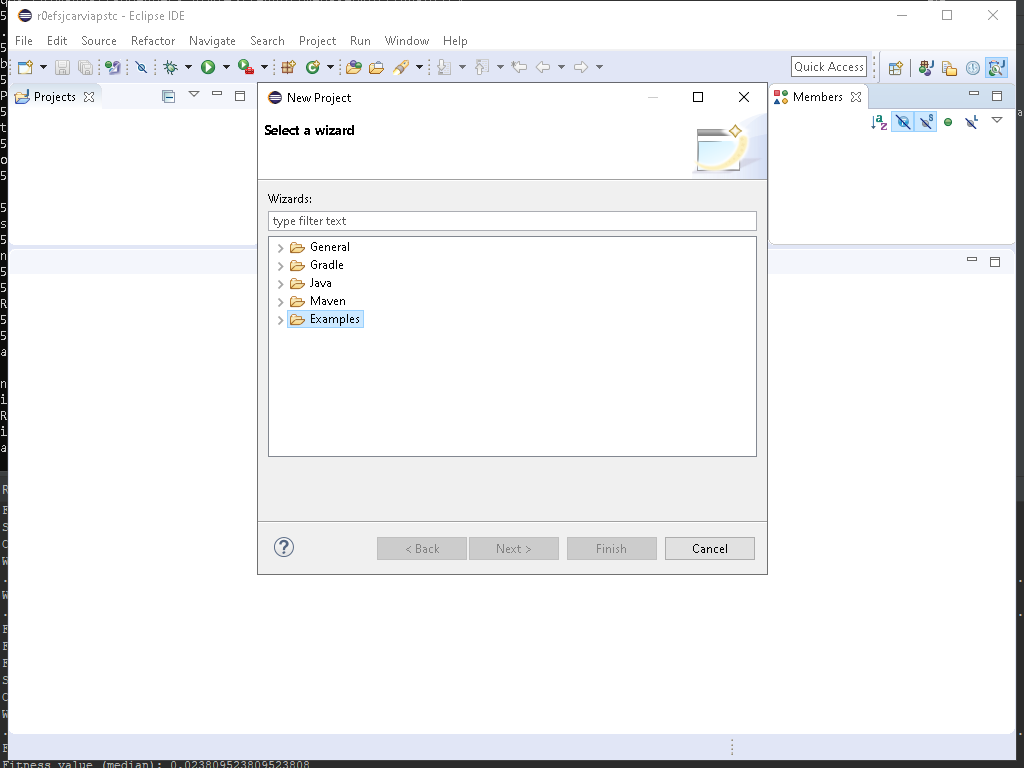 r0efsjcarviapstc - Eclipse IDE
File Edit Source Refactor Navigate Search Project Run Window Help
Quick Access
Projects
Members
New Project
Select a wizard
Wizards:
type filter text
General
Gradle
Java
Maven
Examples
< Back Next > Finish Cancel
Fitness value (median): 0.023809523809523808